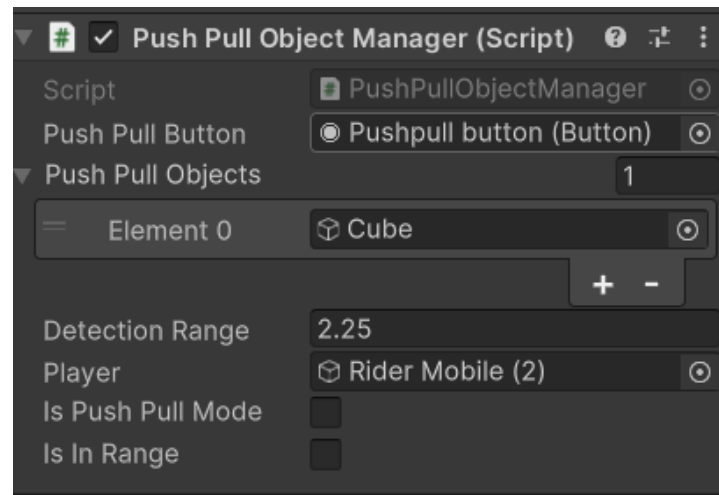 Push Pull Object Manager (Script)
Script PushPullObjectManager
Push Pull Button Pushpull button (Button)
Push Pull Objects 1
Element 0 Cube
+ -
Detection Range 2.25
Player Rider Mobile (2)
Is Push Pull Mode
Is In Range